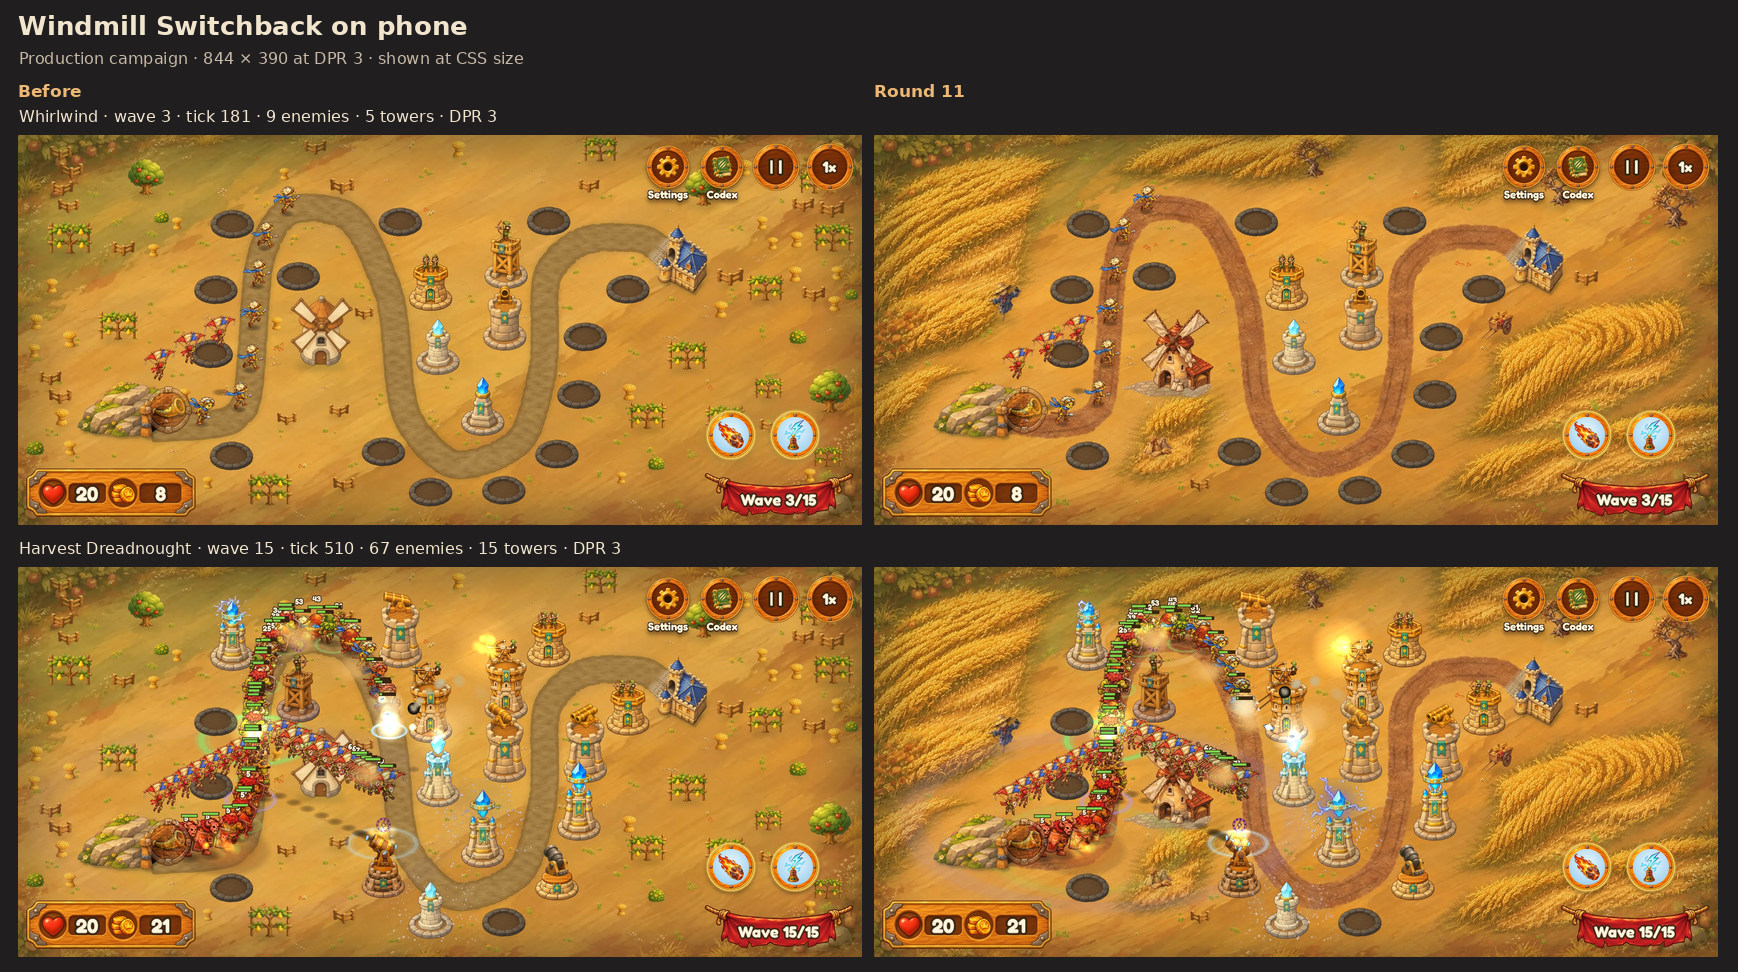 Windmill Switchback on phone
Production campaign · 844 × 390 at DPR 3 · shown at CSS size
Before
Round 11
Whirlwind · wave 3 · tick 181 · 9 enemies · 5 towers · DPR 3
1x
Settings
Codex
20
8
Wave 3/15
1x
Settings
Codex
20
8
Wave 3/15
Harvest Dreadnought · wave 15 · tick 510 · 67 enemies · 15 towers · DPR 3
53
43
1x
Settings
Codex
20
21
Wave 15/15
53
1x
Settings
Codex
20
21
Wave 15/15